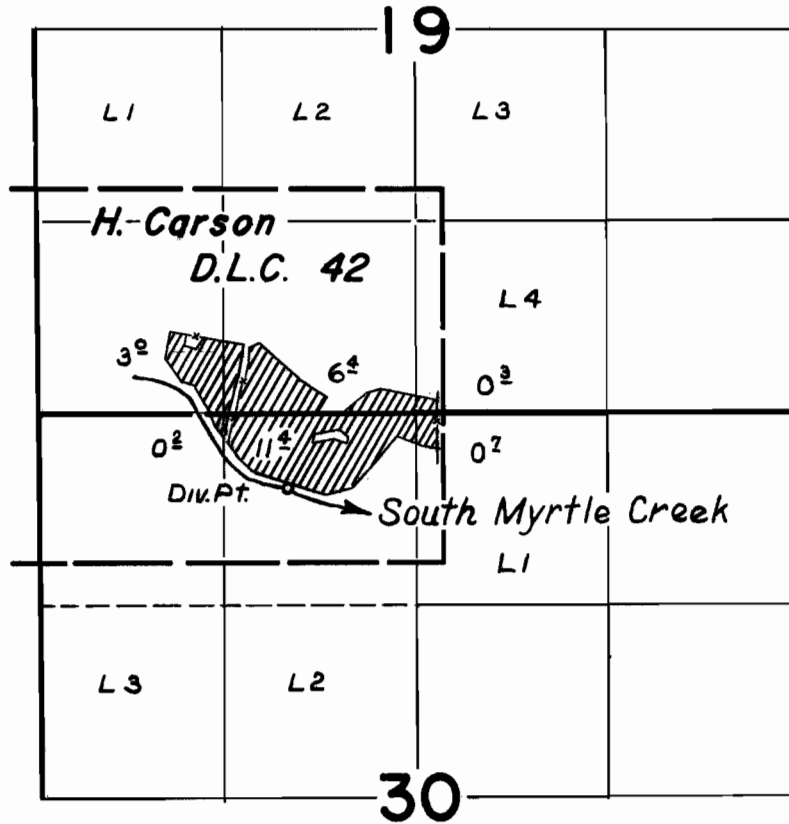 19
L1 L2 L3
H. Carson
D.L.C. 42
L4
3⁰ 6⁴ 0³
0² 11⁴ 0⁷
Div. Pt.
South Myrtle Creek
L1
L3 L2
30